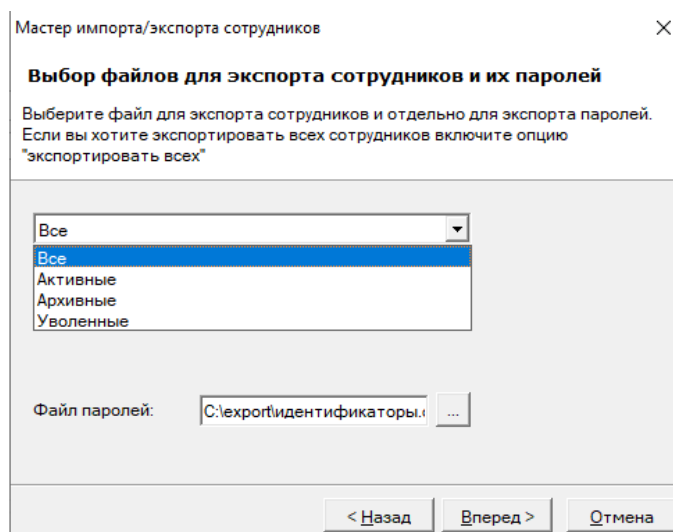 Мастер импорта/экспорта сотрудников
Выбор файлов для экспорта сотрудников и их паролей
Выберите файл для экспорта сотрудников и отдельно для экспорта паролей.
Если вы хотите экспортировать всех сотрудников включите опцию
"экспортировать всех"
Все
Все
Активные
Архивные
Уволенные
Файл паролей:
C:\export\идентификаторы.
...
< Назад
Вперед >
Отмена